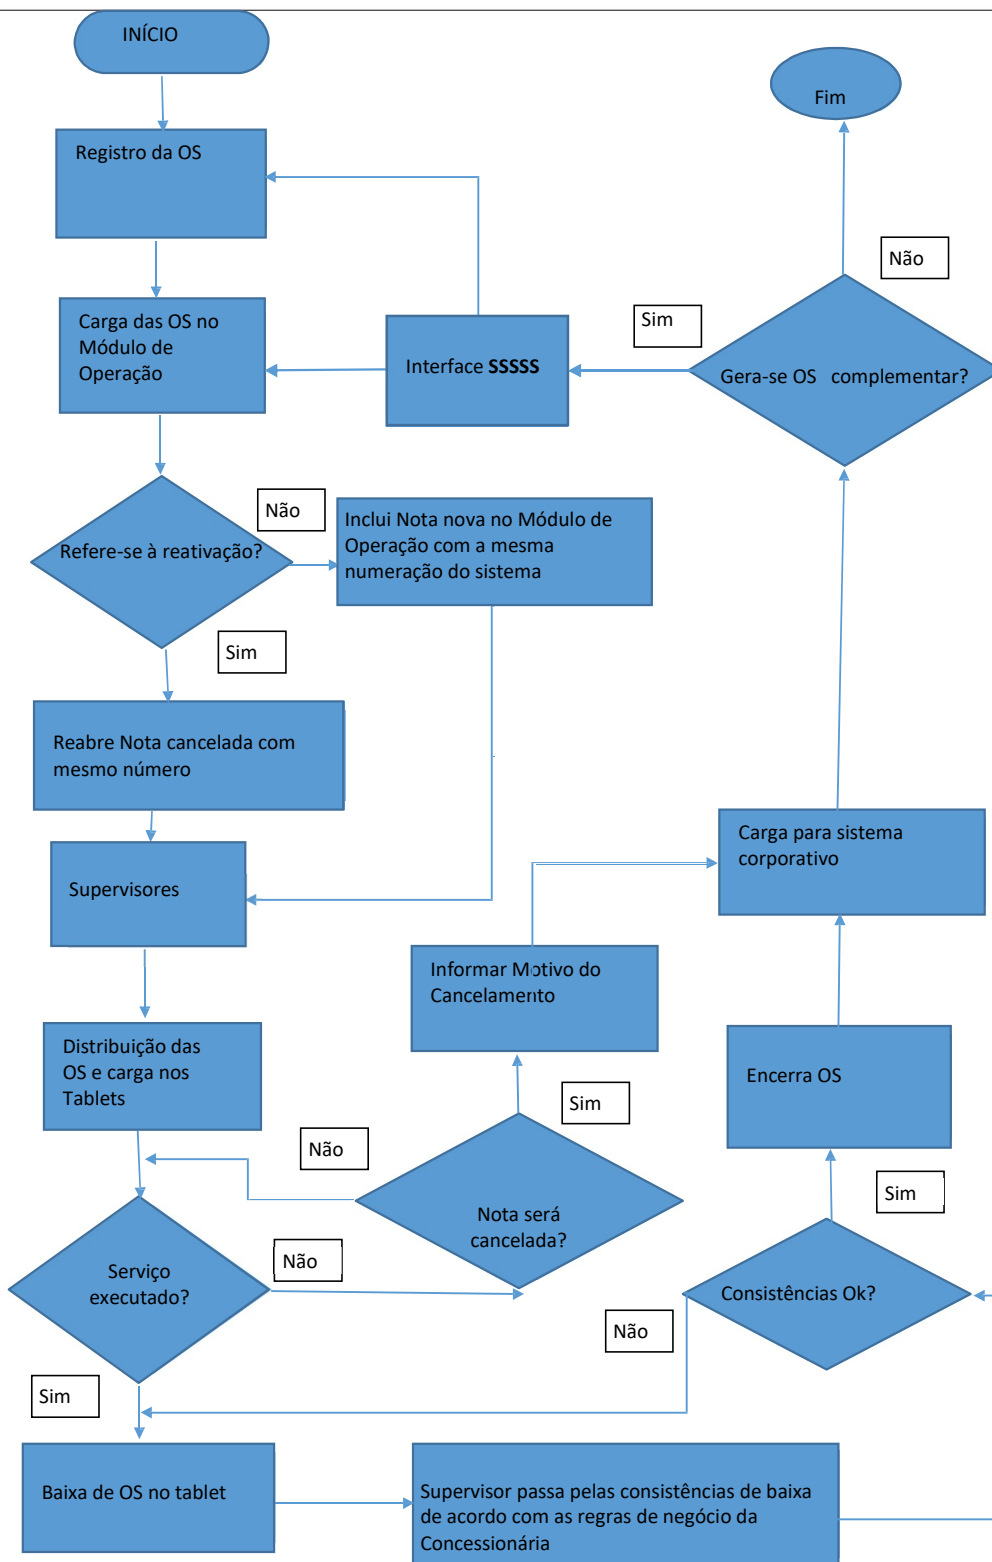 INÍCIO
Fim
Registro da OS
Não
Sim
Carga das OS no
Módulo de
Operação
Interface SSSSS
Gera-se OS complementar?
Não
Inclui Nota nova no Módulo de
Operação com a mesma
numeração do sistema
Refere-se à reativação?
Sim
Reabre Nota cancelada com
mesmo número
Carga para sistema
corporativo
Supervisores
Informar Motivo do
Cancelamento
Distribuição das
OS e carga nos
Tablets
Encerra OS
Sim
Não
Sim
Nota será
cancelada?
Não
Serviço
executado?
Consistências Ok?
Não
Sim
Baixa de OS no tablet
Supervisor passa pelas consistências de baixa
de acordo com as regras de negócio da
Concessionária